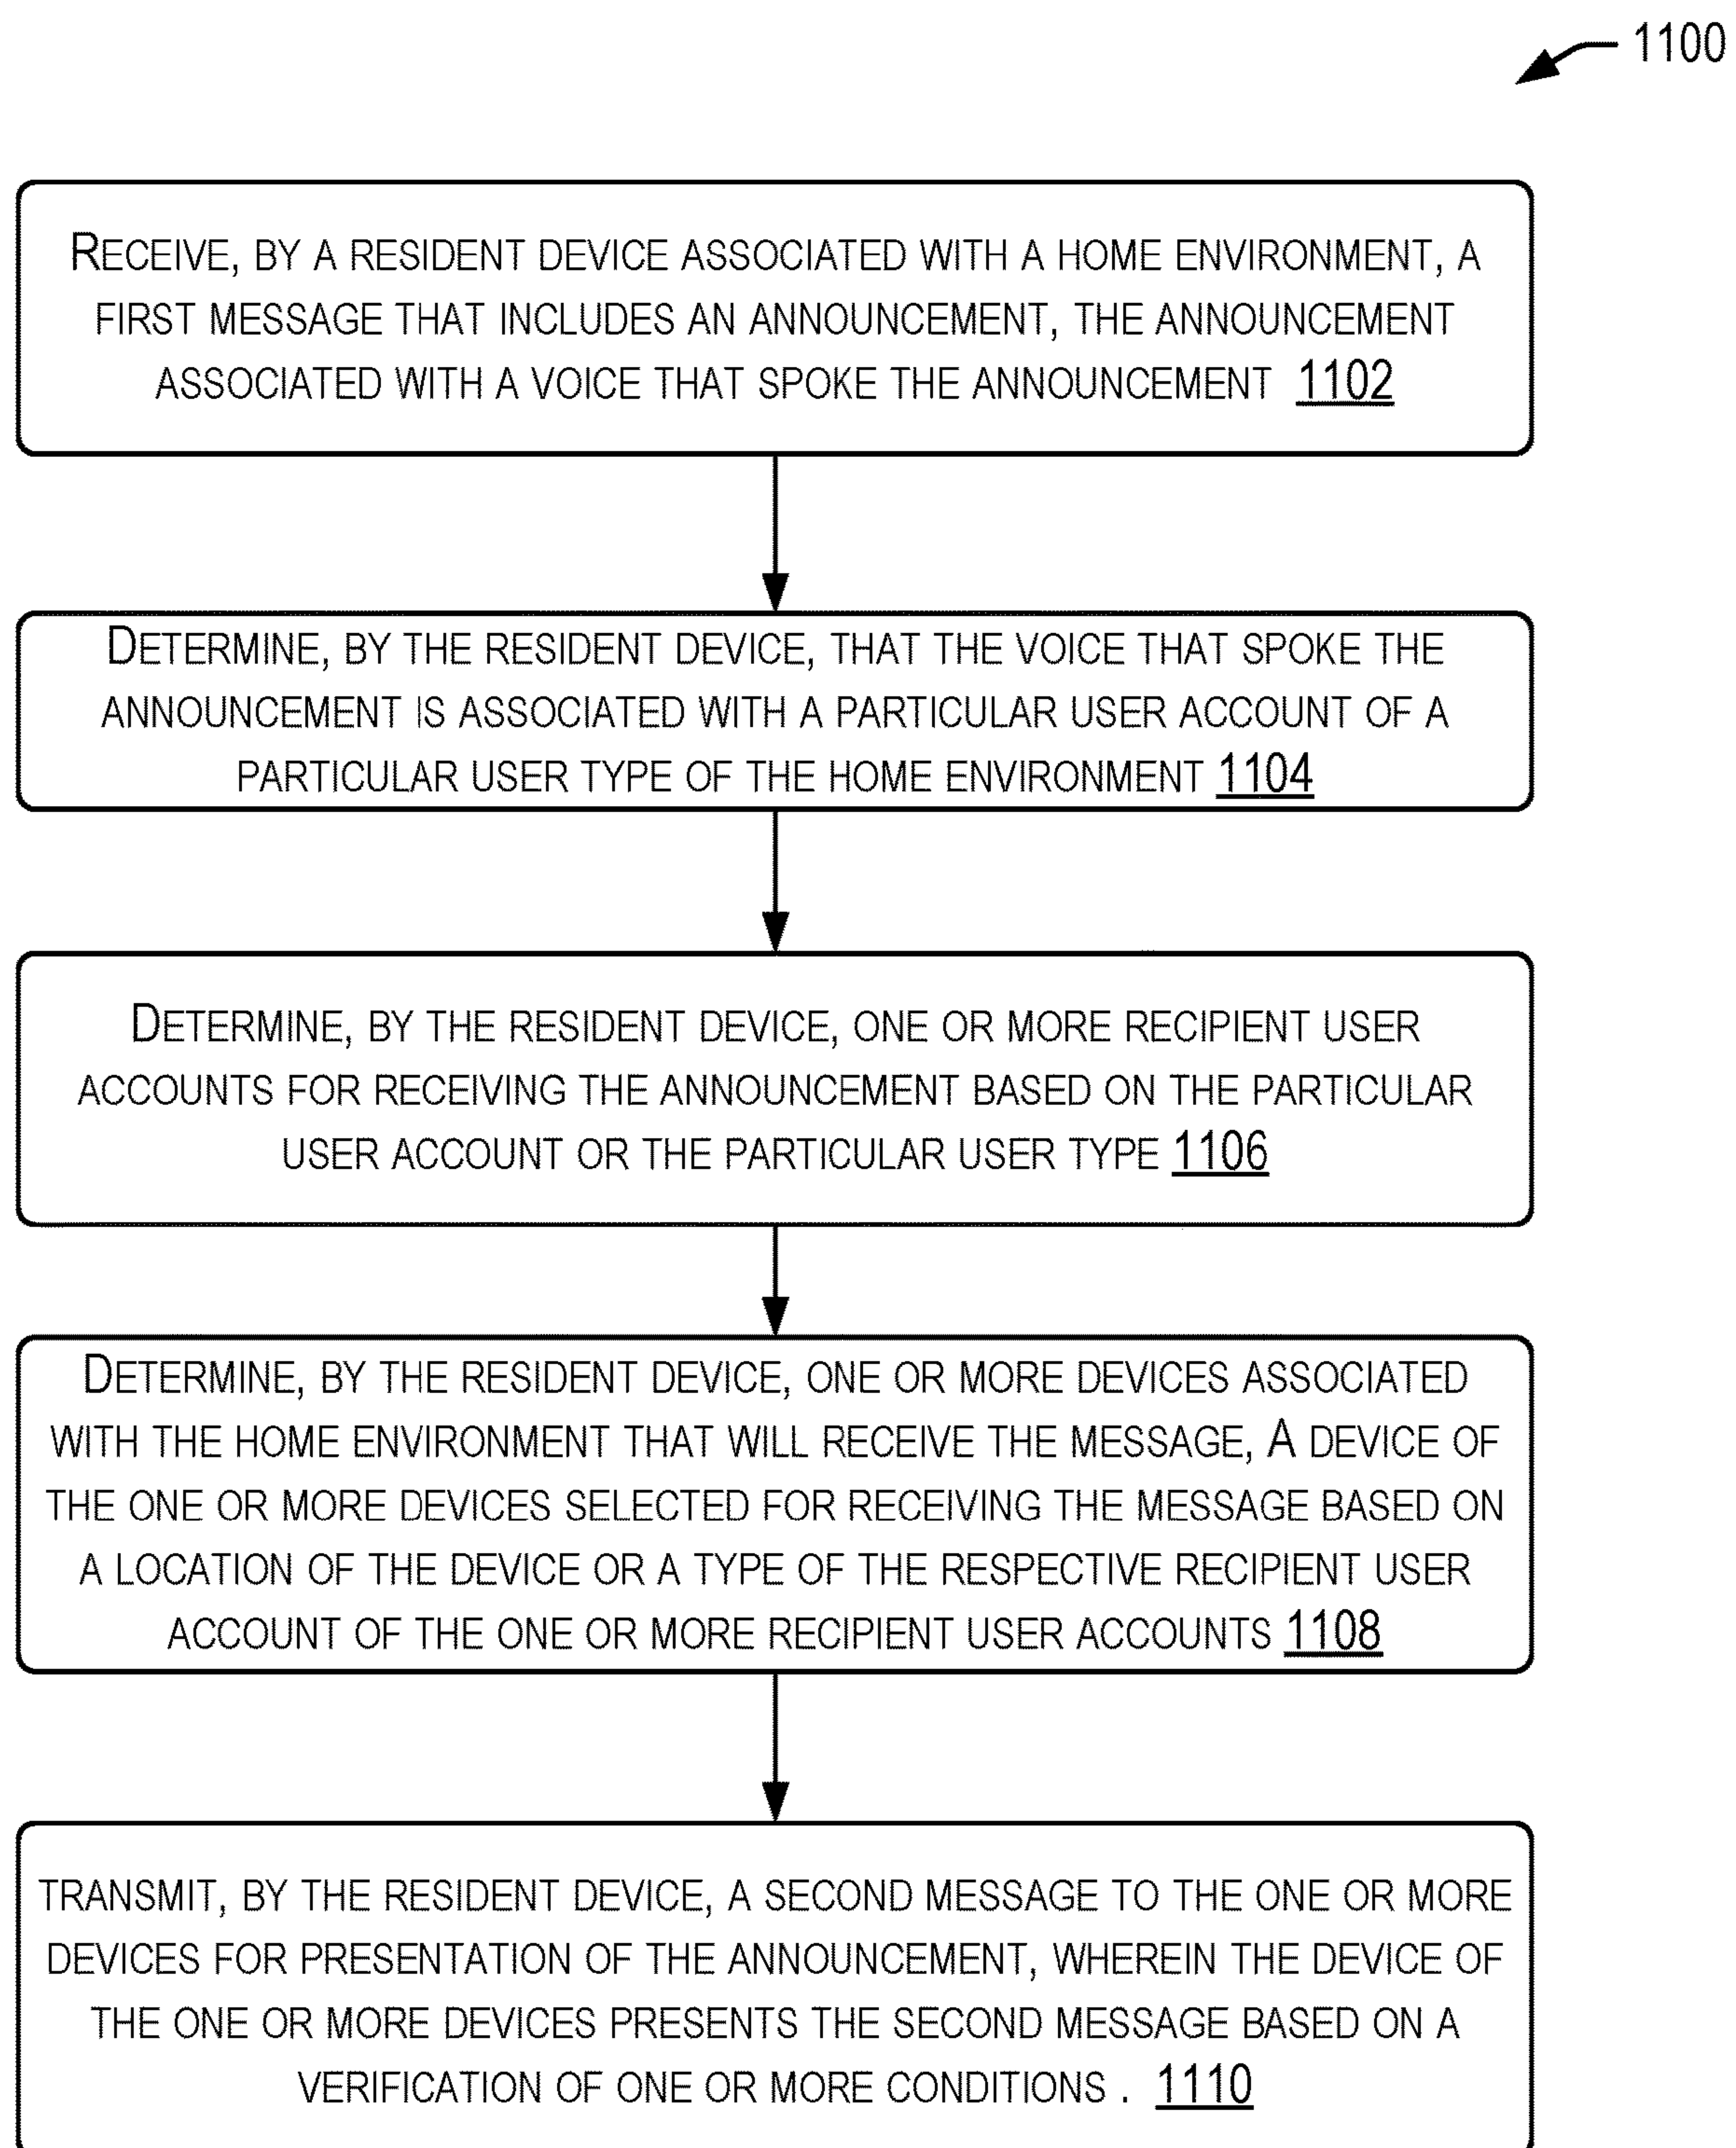 1100
RECEIVE, BY A RESIDENT DEVICE ASSOCIATED WITH A HOME ENVIRONMENT, A
FIRST MESSAGE THAT INCLUDES AN ANNOUNCEMENT, THE ANNOUNCEMENT
ASSOCIATED WITH A VOICE THAT SPOKE THE ANNOUNCEMENT 1102
DETERMINE, BY THE RESIDENT DEVICE, THAT THE VOICE THAT SPOKE THE
ANNOUNCEMENT IS ASSOCIATED WITH A PARTICULAR USER ACCOUNT OF A
PARTICULAR USER TYPE OF THE HOME ENVIRONMENT 1104
DETERMINE, BY THE RESIDENT DEVICE, ONE OR MORE RECIPIENT USER
ACCOUNTS FOR RECEIVING THE ANNOUNCEMENT BASED ON THE PARTICULAR
USER ACCOUNT OR THE PARTICULAR USER TYPE 1106
DETERMINE, BY THE RESIDENT DEVICE, ONE OR MORE DEVICES ASSOCIATED
WITH THE HOME ENVIRONMENT THAT WILL RECEIVE THE MESSAGE, A DEVICE OF
THE ONE OR MORE DEVICES SELECTED FOR RECEIVING THE MESSAGE BASED ON
A LOCATION OF THE DEVICE OR A TYPE OF THE RESPECTIVE RECIPIENT USER
ACCOUNT OF THE ONE OR MORE RECIPIENT USER ACCOUNTS 1108
TRANSMIT, BY THE RESIDENT DEVICE, A SECOND MESSAGE TO THE ONE OR MORE
DEVICES FOR PRESENTATION OF THE ANNOUNCEMENT, WHEREIN THE DEVICE OF
THE ONE OR MORE DEVICES PRESENTS THE SECOND MESSAGE BASED ON A
VERIFICATION OF ONE OR MORE CONDITIONS . 1110